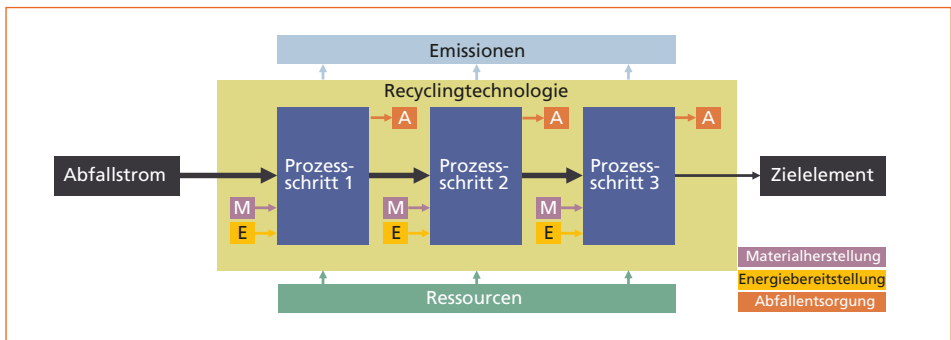 Emissionen
Recyclingtechnologie
A
A
A
Abfallstrom
Prozess-
schritt 1
Prozess-
schritt 2
Prozess-
schritt 3
Zielelement
M
M
M
E
E
E
Materialherstellung
Energiebereitstellung
Abfallentsorgung
Ressourcen